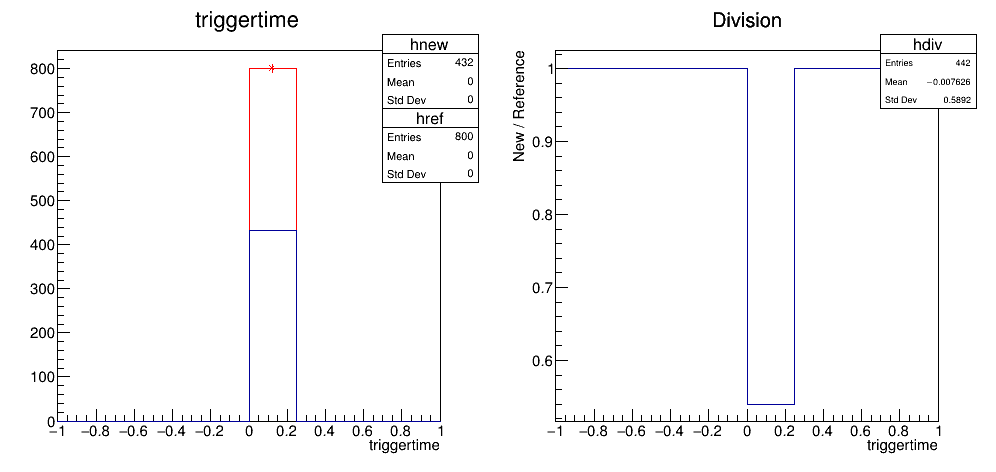 triggertime
hnew
Entries 432
Mean 0
Std Dev 0
href
Entries 800
Mean 0
Std Dev 0
800
700
600
500
400
300
200
100
0
−1 −0.8 −0.6 −0.4 −0.2 0 0.2 0.4 0.6 0.8 1
triggertime
Division
hdiv
Entries 442
Mean −0.007626
Std Dev 0.5892
New / Reference
1
0.9
0.8
0.7
0.6
−1 −0.8 −0.6 −0.4 −0.2 0 0.2 0.4 0.6 0.8 1
triggertime